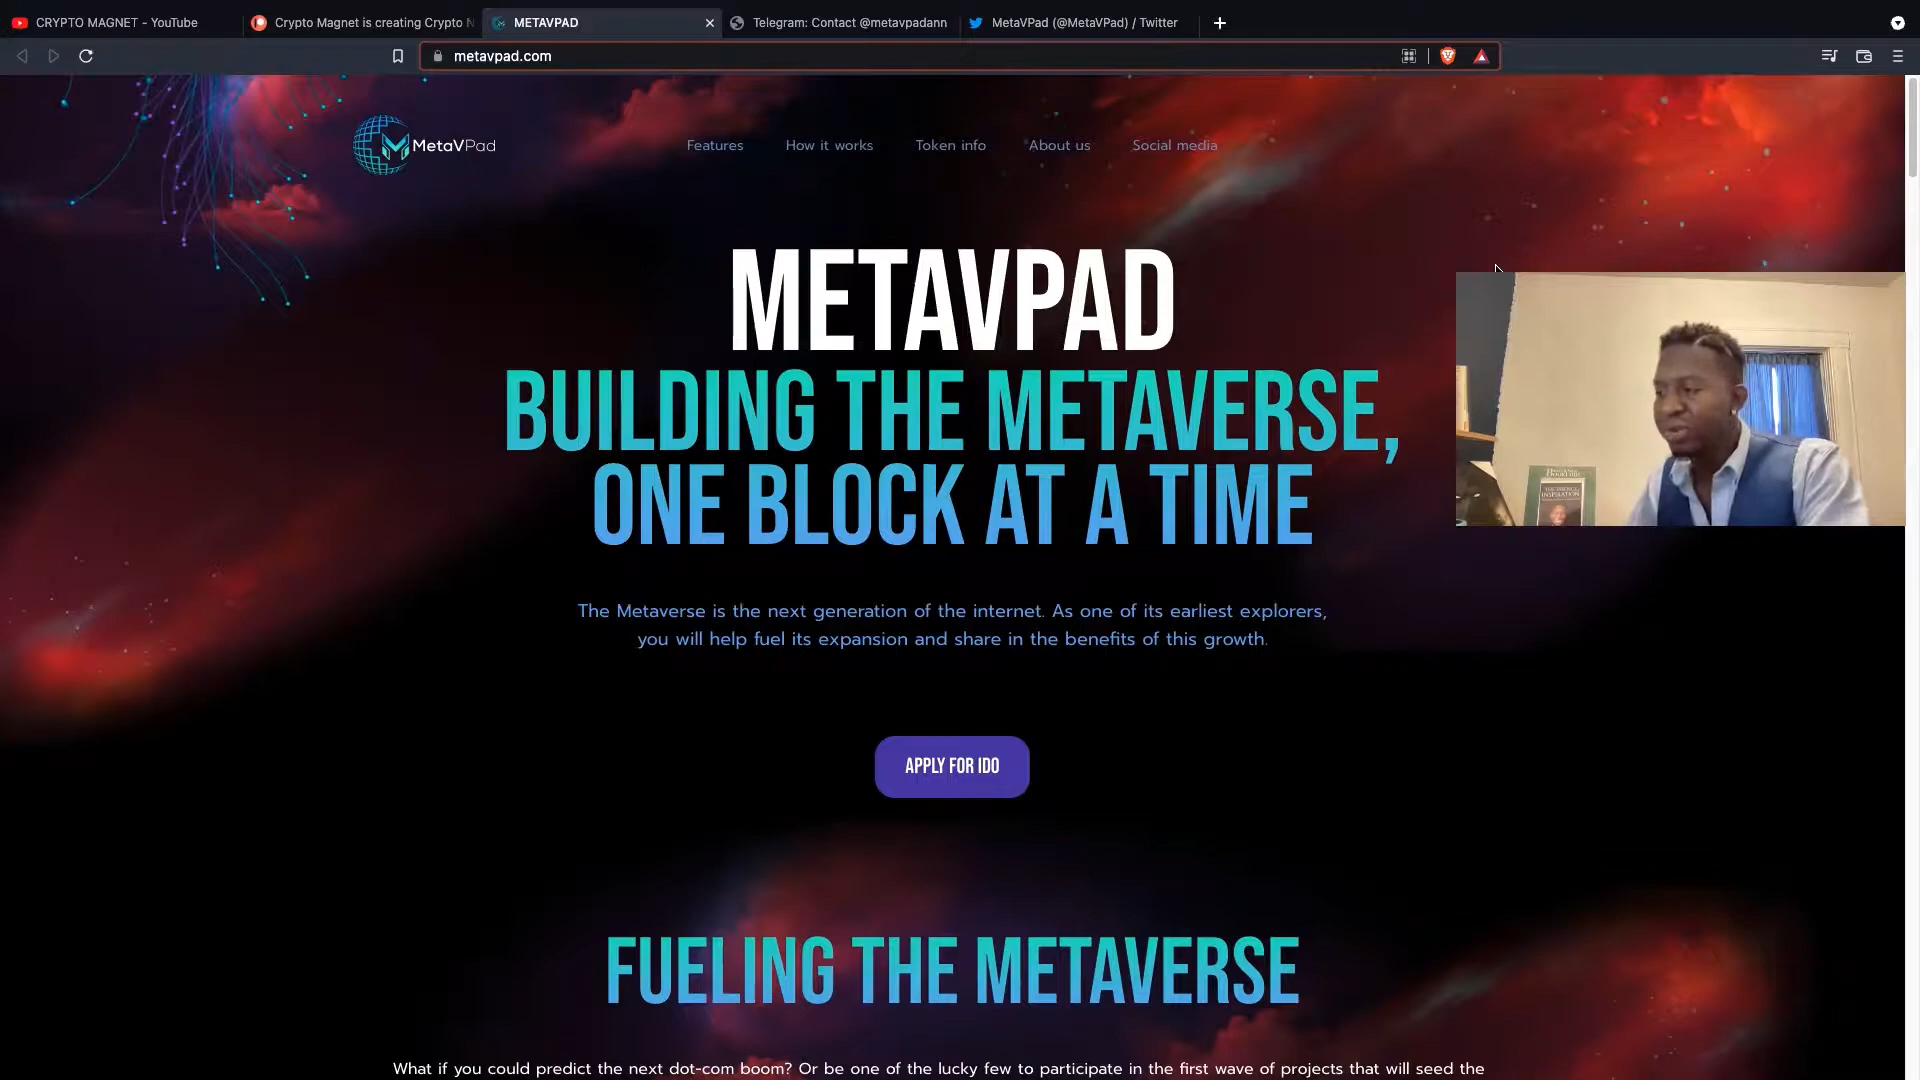 CRYPTO MAGNET - YouTube
Crypto Magnet is creating Crypto N
METAVPAD
Telegram: Contact @metavpadann
MetaVPad (@MetaVPad) / Twitter
metavpad.com
MetaVPad
Features
How it works
Token info
About us
Social media
METAVPAD
BUILDING THE METAVERSE,
ONE BLOCK AT A TIME
INSPIRATION
The Metaverse is the next generation of the internet. As one of its earliest explorers,
you will help fuel its expansion and share in the benefits of this growth.
APPLY FOR IDO
FUELING THE METAVERSE
What if you could predict the next dot-com boom? Or be one of the lucky few to participate in the first wave of projects that will seed the